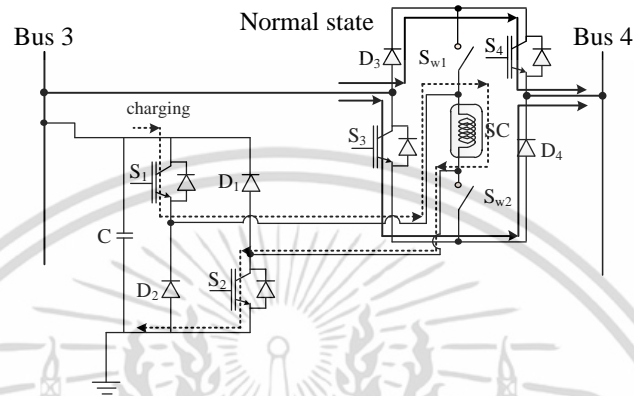 Normal state
Bus 3
Bus 4
D3
Sw1
S4
charging
S3
SC
D4
S1
D1
Sw2
C
D2
S2